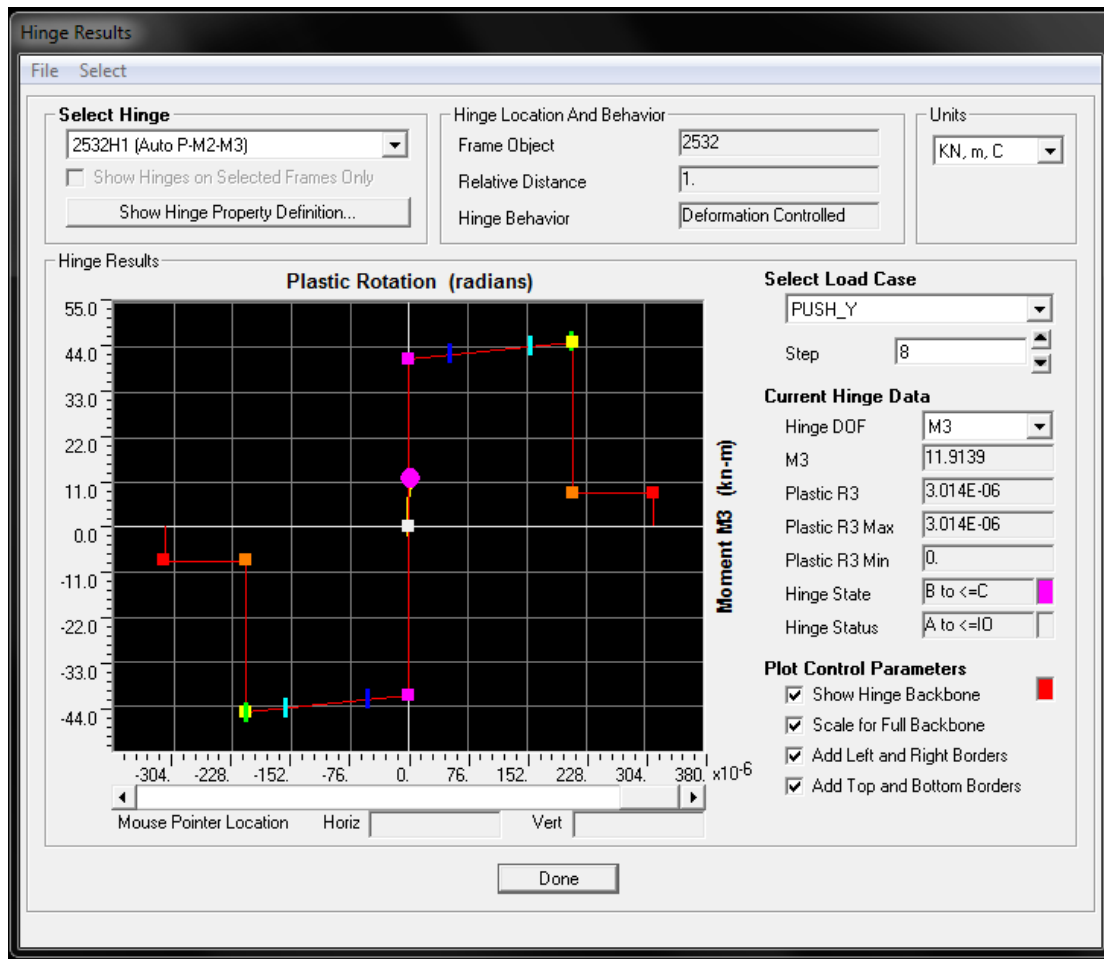 Hinge Results
File Select
Select Hinge
2532H1 (Auto P-M2-M3)
Show Hinges on Selected Frames Only
Show Hinge Property Definition...
Hinge Location And Behavior
Frame Object 2532
Relative Distance 1.
Hinge Behavior Deformation Controlled
Units
KN, m, C
Hinge Results
Plastic Rotation (radians)
55.0
44.0
33.0
22.0
11.0
0.0
-11.0
-22.0
-33.0
-44.0
-304. -228. -152. -76. 0. 76. 152. 228. 304. 380. x10-6
Moment M3 (kn-m)
Mouse Pointer Location Horiz Vert
Select Load Case
PUSH_Y
Step 8
Current Hinge Data
Hinge DOF M3
M3 11.9139
Plastic R3 3.014E-06
Plastic R3 Max 3.014E-06
Plastic R3 Min 0.
Hinge State B to <=C
Hinge Status A to <=IO
Plot Control Parameters
Show Hinge Backbone
Scale for Full Backbone
Add Left and Right Borders
Add Top and Bottom Borders
Done